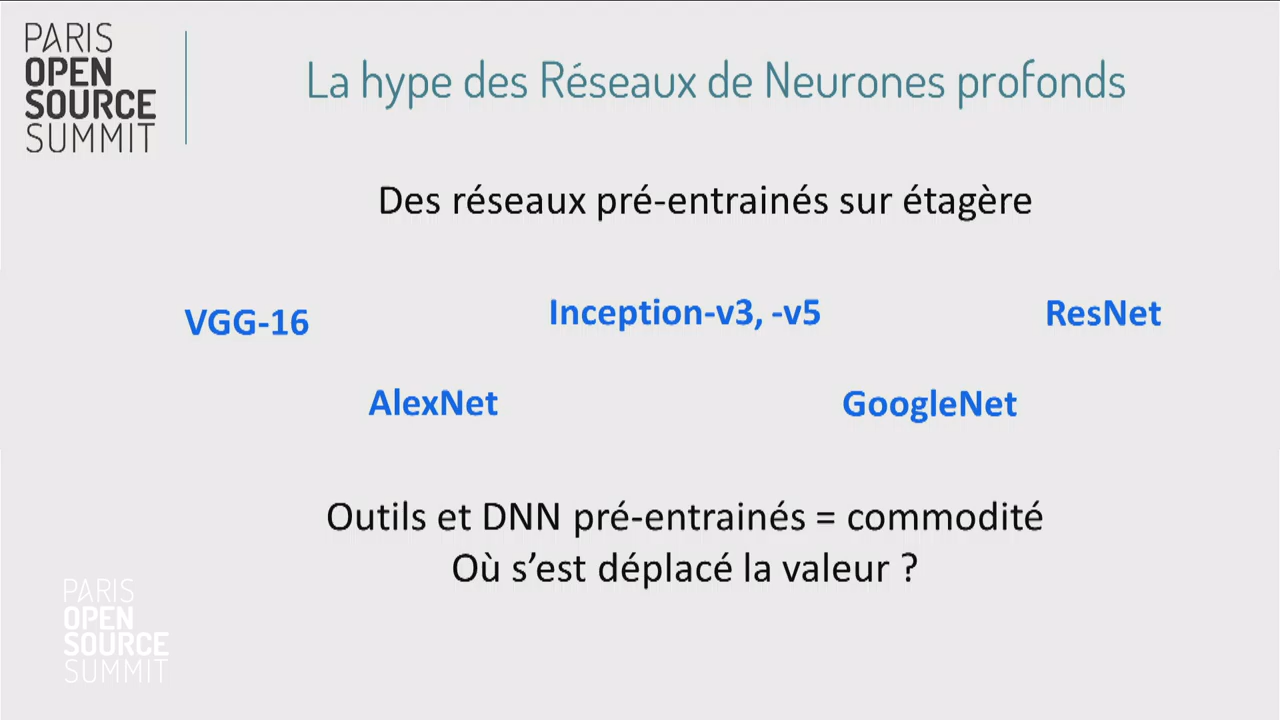 PARIS
OPEN
SOURCE
SUMMIT
La hype des Réseaux de Neurones profonds
Des réseaux pré-entrainés sur étagère
VGG-16
Inception-v3, -v5
ResNet
AlexNet
GoogleNet
Outils et DNN pré-entrainés = commodité
Où s’est déplacé la valeur ?
PARIS
OPEN
SOURCE
SUMMIT